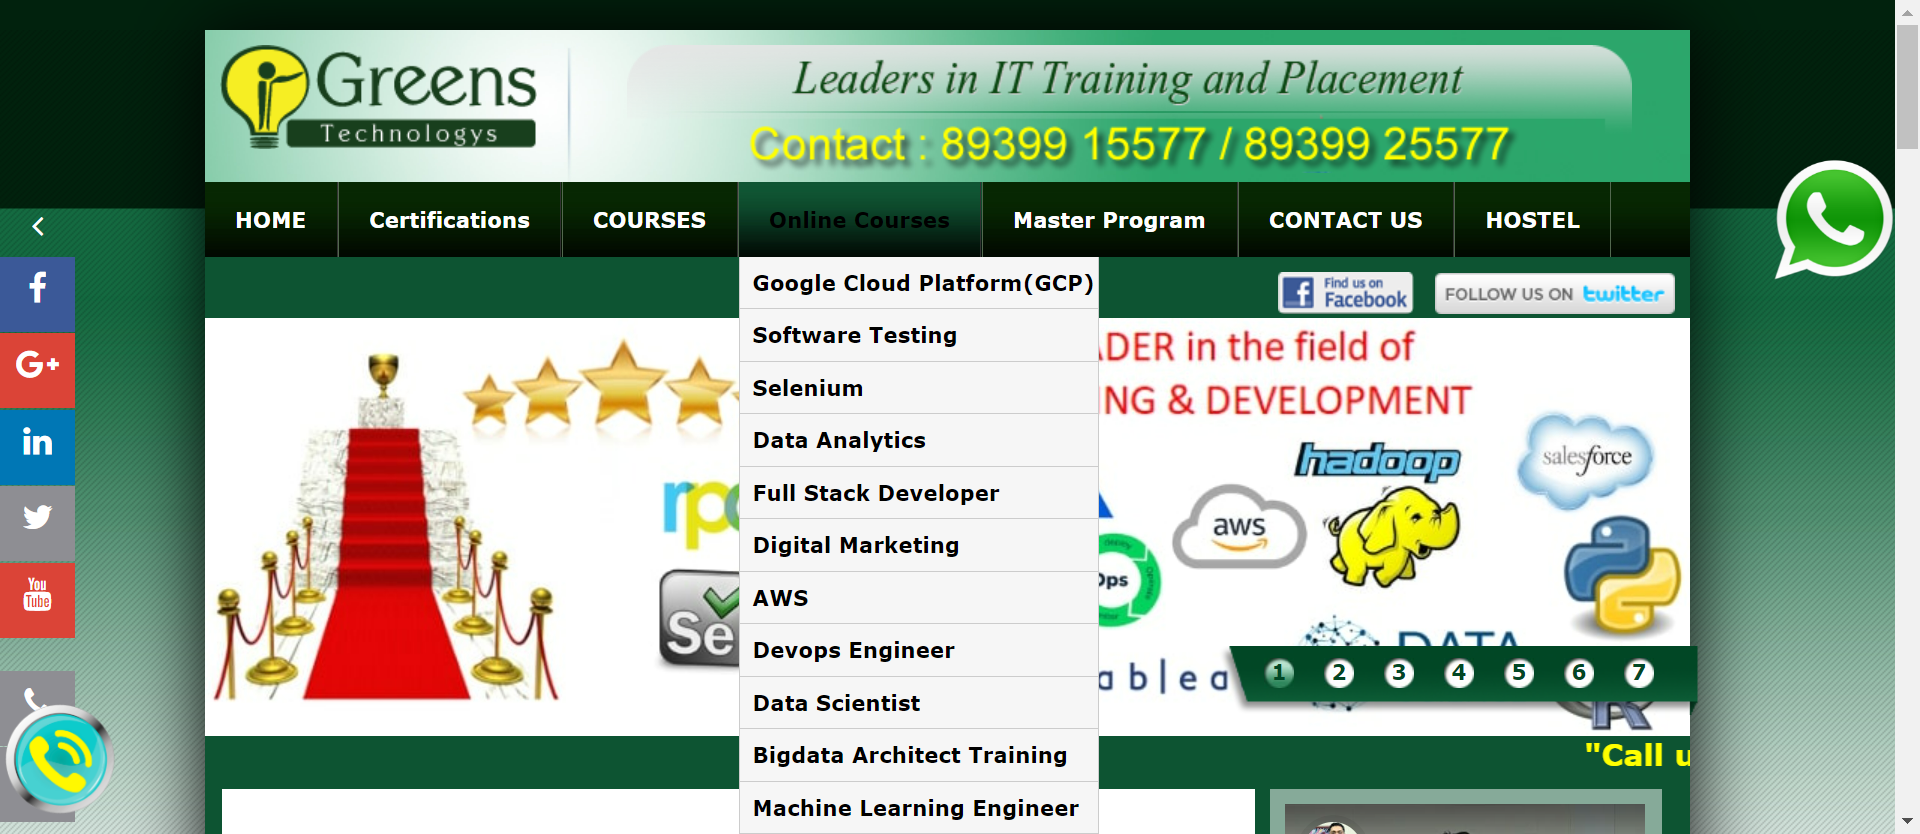 Greens
Technologys
Leaders in IT Training and Placement
Contact : 89399 15577 / 89399 25577
HOME
Certifications
COURSES
Online Courses
Master Program
CONTACT US
HOSTEL
Google Cloud Platform(GCP)
Software Testing
Selenium
Data Analytics
Full Stack Developer
Digital Marketing
AWS
Devops Engineer
Data Scientist
Bigdata Architect Training
Machine Learning Engineer
Find us on
Facebook
FOLLOW US ON twitter
in the field of
& DEVELOPMENT
hadoop
salesforce
aws
Se
DATA
R
1 2 3 4 5 6 7
"Call
G+
in
You
Tube